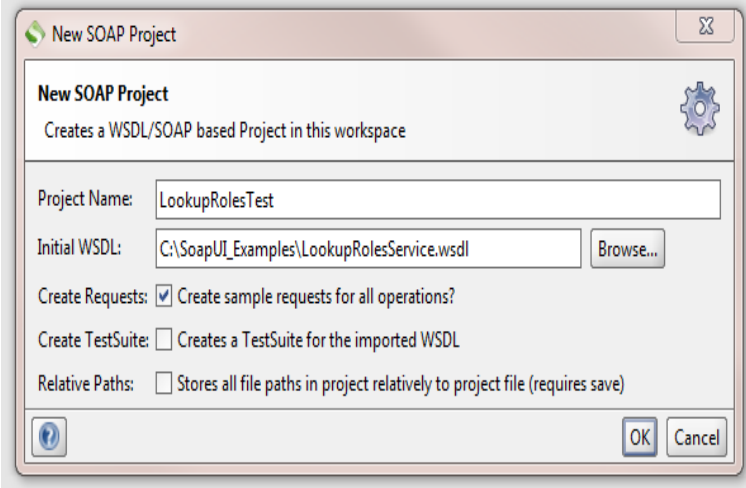 New SOAP Project
New SOAP Project
Creates a WSDL/SOAP based Project in this workspace
Project Name: LookupRolesTest
Initial WSDL: C:\SoapUI_Examples\LookupRolesService.wsdl Browse...
Create Requests: Create sample requests for all operations?
Create TestSuite: Creates a TestSuite for the imported WSDL
Relative Paths: Stores all file paths in project relatively to project file (requires save)
? OK Cancel